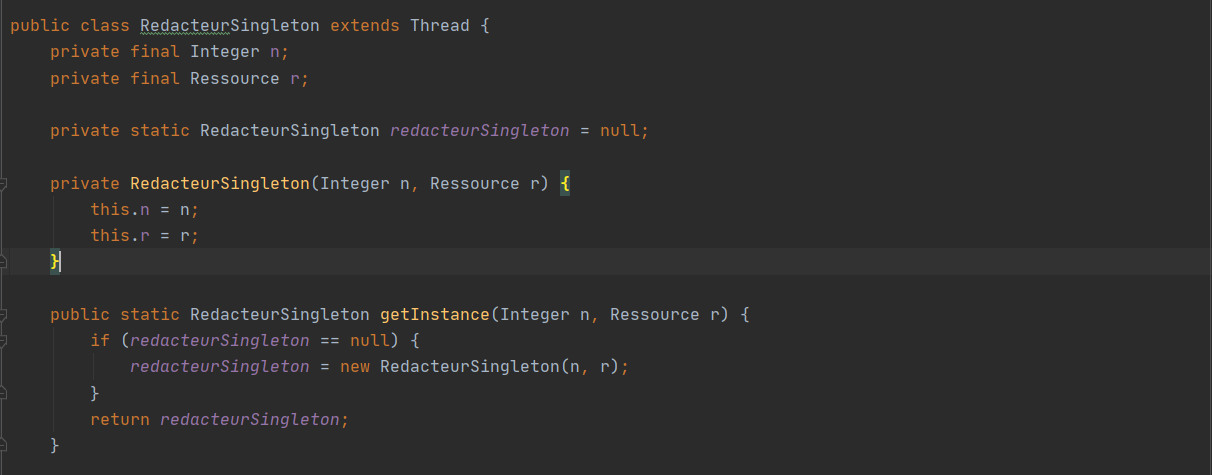 public class RedacteurSingleton extends Thread {
    private final Integer n;
    private final Ressource r;
    private static RedacteurSingleton redacteurSingleton = null;
    private RedacteurSingleton(Integer n, Ressource r) {
        this.n = n;
        this.r = r;
    }
    public static RedacteurSingleton getInstance(Integer n, Ressource r) {
        if (redacteurSingleton == null) {
            redacteurSingleton = new RedacteurSingleton(n, r);
        }
        return redacteurSingleton;
    }